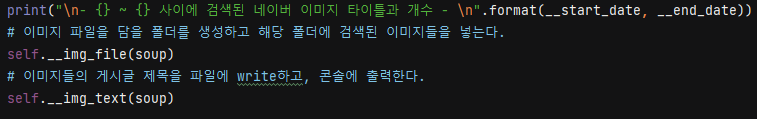 print("\n- {} ~ {} 사이에 검색된 네이버 이미지 타이틀과 개수 - \n".format(__start_date, __end_date))
# 이미지 파일을 담을 폴더를 생성하고 해당 폴더에 검색된 이미지들을 넣는다.
self.__img_file(soup)
# 이미지들의 게시글 제목을 파일에 write하고, 콘솔에 출력한다.
self.__img_text(soup)